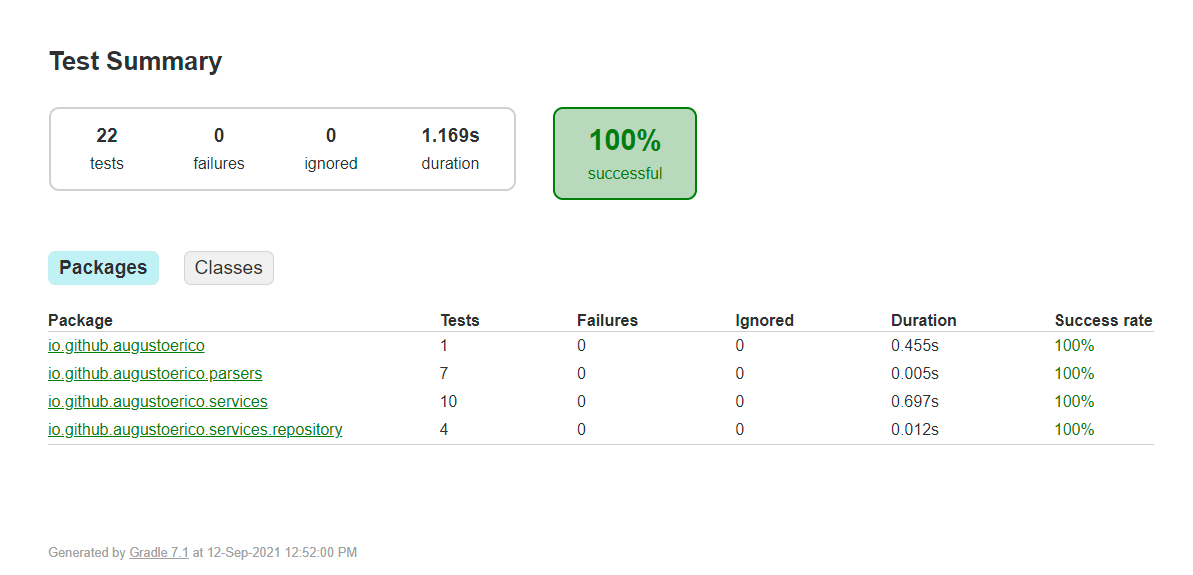 Test Summary
22 0 0 1.169s 100%
tests failures ignored duration successful
Packages Classes
Package Tests Failures Ignored Duration Success rate
io.github.augustoerico 1 0 0 0.455s 100%
io.github.augustoerico.parsers 7 0 0 0.005s 100%
io.github.augustoerico.services 10 0 0 0.697s 100%
io.github.augustoerico.services.repository 4 0 0 0.012s 100%
Generated by Gradle 7.1 at 12-Sep-2021 12:52:00 PM